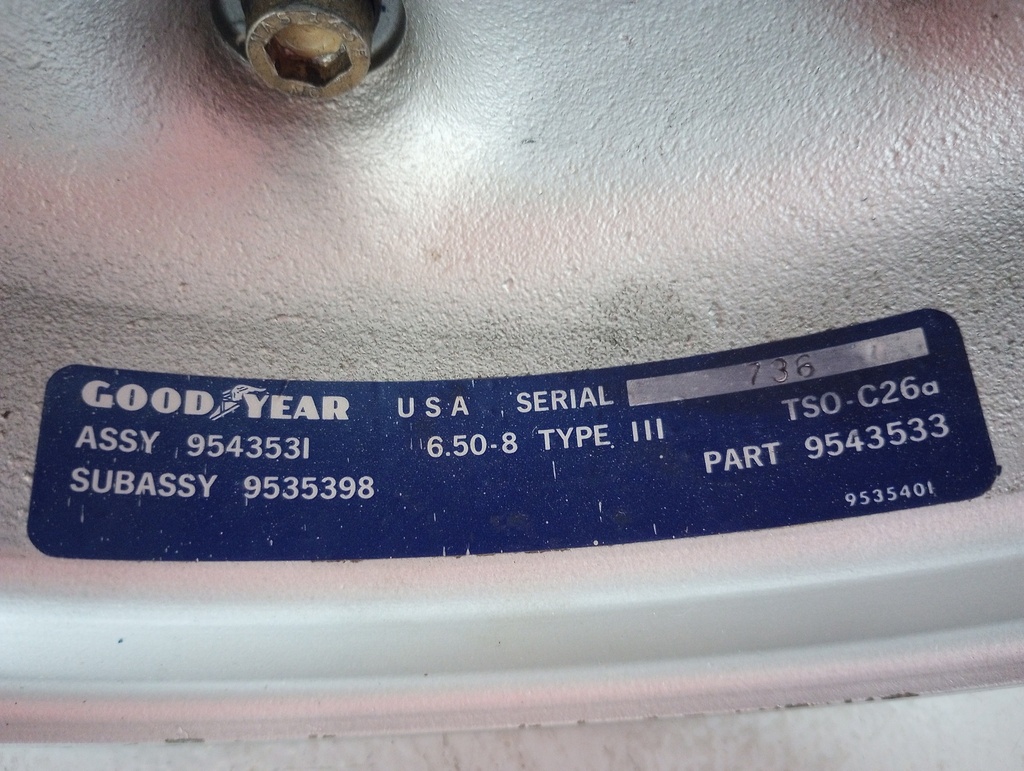 GOODYEAR USA SERIAL 736
TSO-C26a
ASSY 9543531 6.50-8 TYPE III
PART 9543533
SUBASSY 9535398
9535401